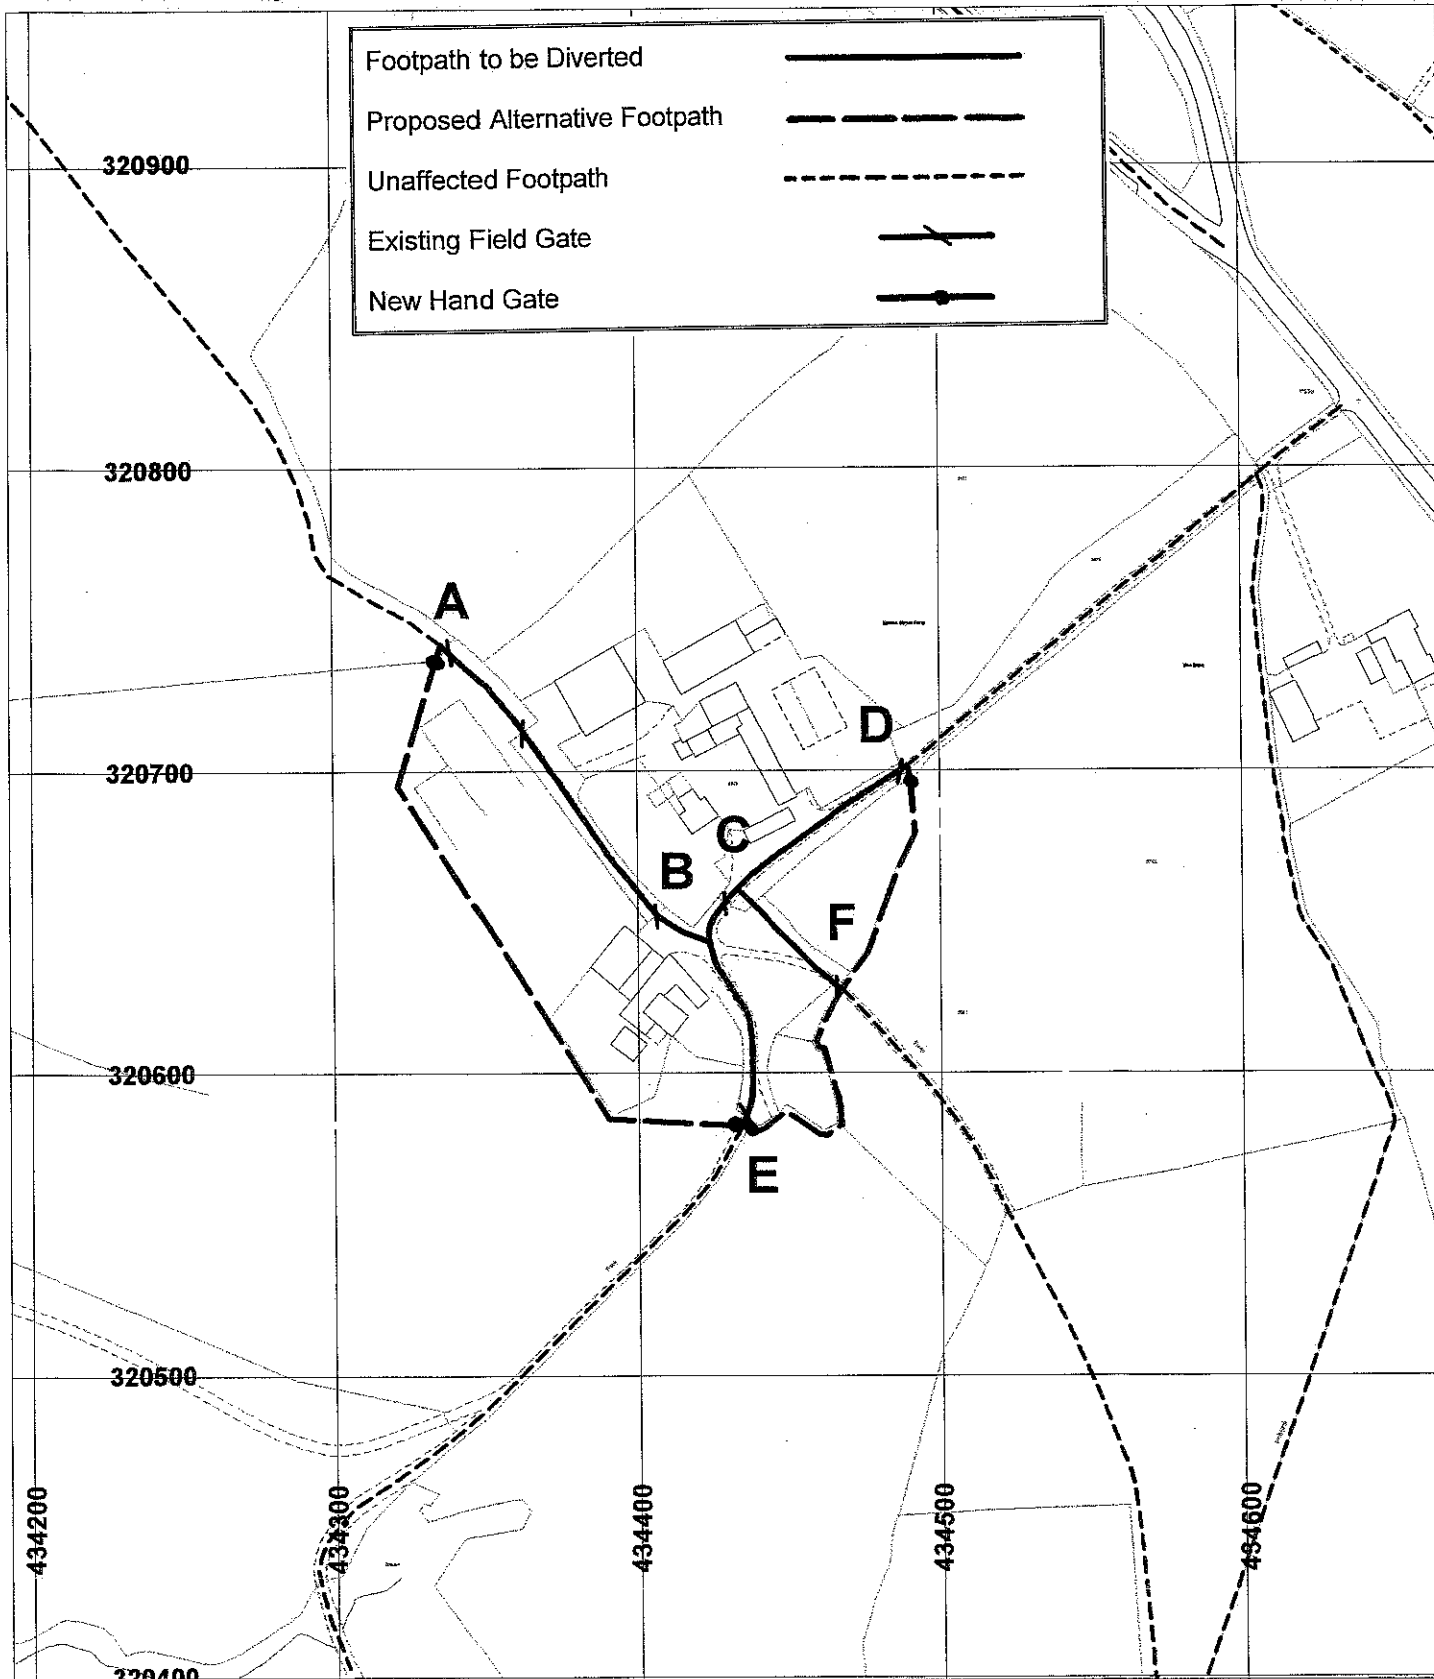 Footpath to be Diverted
Proposed Alternative Footpath
Unaffected Footpath
Existing Field Gate
New Hand Gate
320900
320800
A
D
320700
C
B
F
320600
E
320500
434200
434300
434400
434500
434600
320400